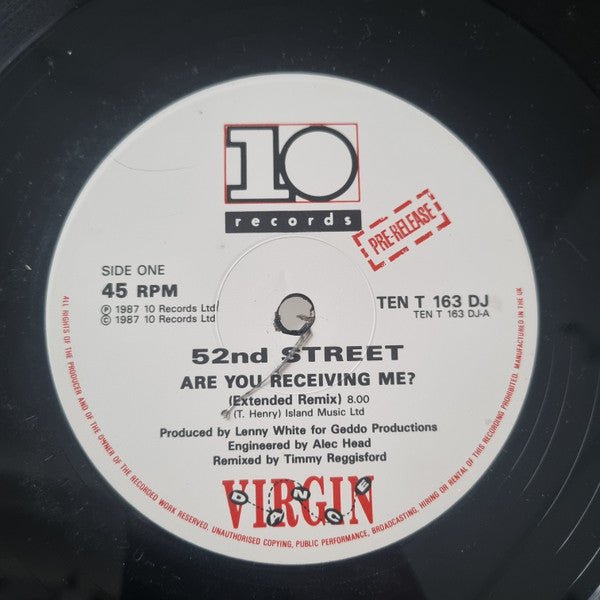 10
records
PRE-RELEASE
SIDE ONE
45 RPM
TEN T 163 DJ
℗ 1987 10 Records Ltd
TEN T 163 DJ-A
© 1987 10 Records Ltd
52nd STREET
ARE YOU RECEIVING ME?
(Extended Remix) 8.00
(T. Henry) Island Music Ltd
Produced by Lenny White for Geddo Productions
Engineered by Alec Head
Remixed by Timmy Reggisford
VIRGIN
DANCE
ALL RIGHTS OF THE PRODUCER AND OF THE OWNER OF THE RECORDED WORK RESERVED. UNAUTHORISED COPYING, PUBLIC PERFORMANCE, BROADCASTING, HIRING OR RENTAL OF THIS RECORDING PROHIBITED. MANUFACTURED IN THE UK